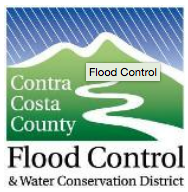 Contra
Costa
County
Flood Control
Flood Control
& Water Conservation District